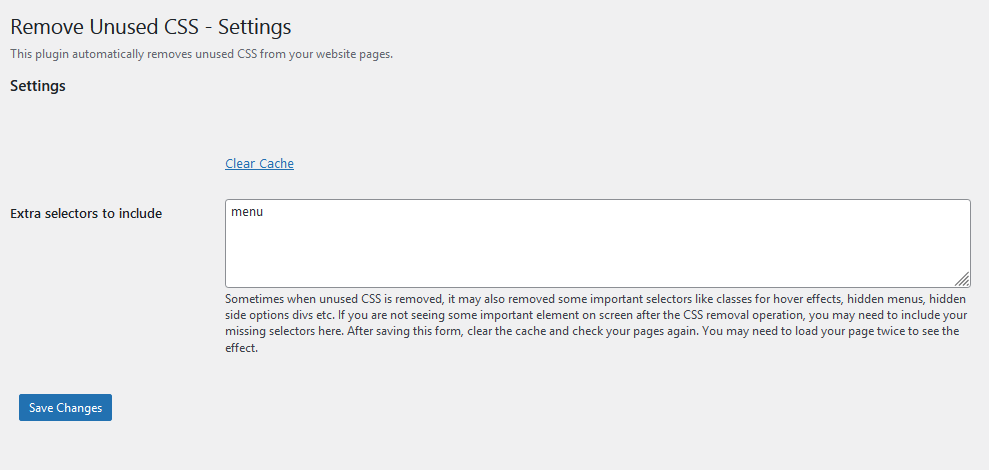 Remove Unused CSS - Settings
This plugin automatically removes unused CSS from your website pages.
Settings
Clear Cache
Extra selectors to include
menu
Sometimes when unused CSS is removed, it may also removed some important selectors like classes for hover effects, hidden menus, hidden
side options divs etc. If you are not seeing some important element on screen after the CSS removal operation, you may need to include your
missing selectors here. After saving this form, clear the cache and check your pages again. You may need to load your page twice to see the
effect.
Save Changes